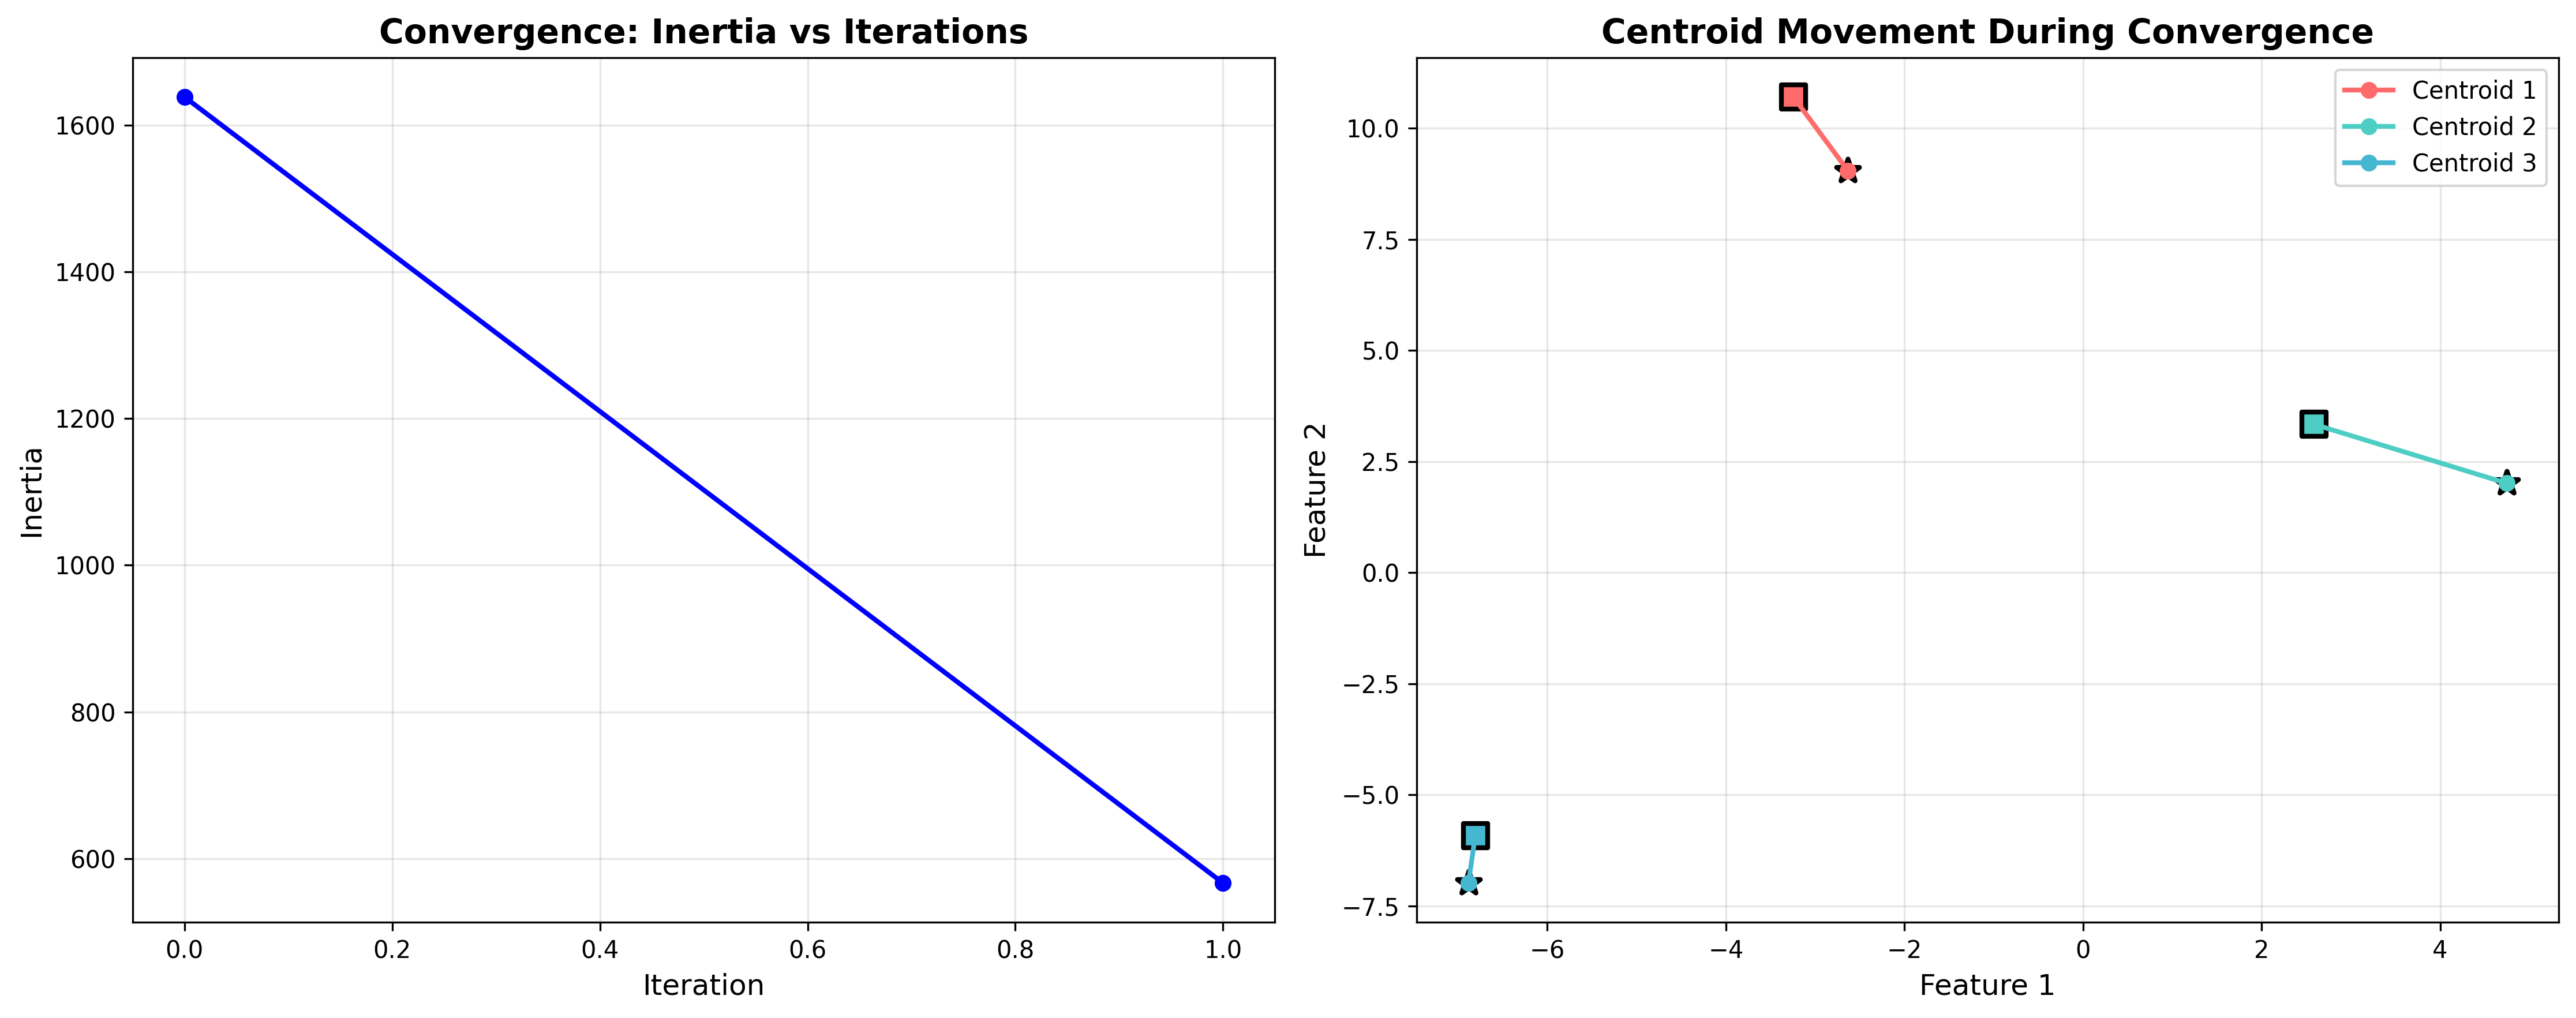 Convergence: Inertia vs Iterations
Inertia
1600
1400
1200
1000
800
600
0.0 0.2 0.4 0.6 0.8 1.0
Iteration
Centroid Movement During Convergence
Centroid 1
Centroid 2
Centroid 3
Feature 2
10.0
7.5
5.0
2.5
0.0
−2.5
−5.0
−7.5
−6 −4 −2 0 2 4
Feature 1